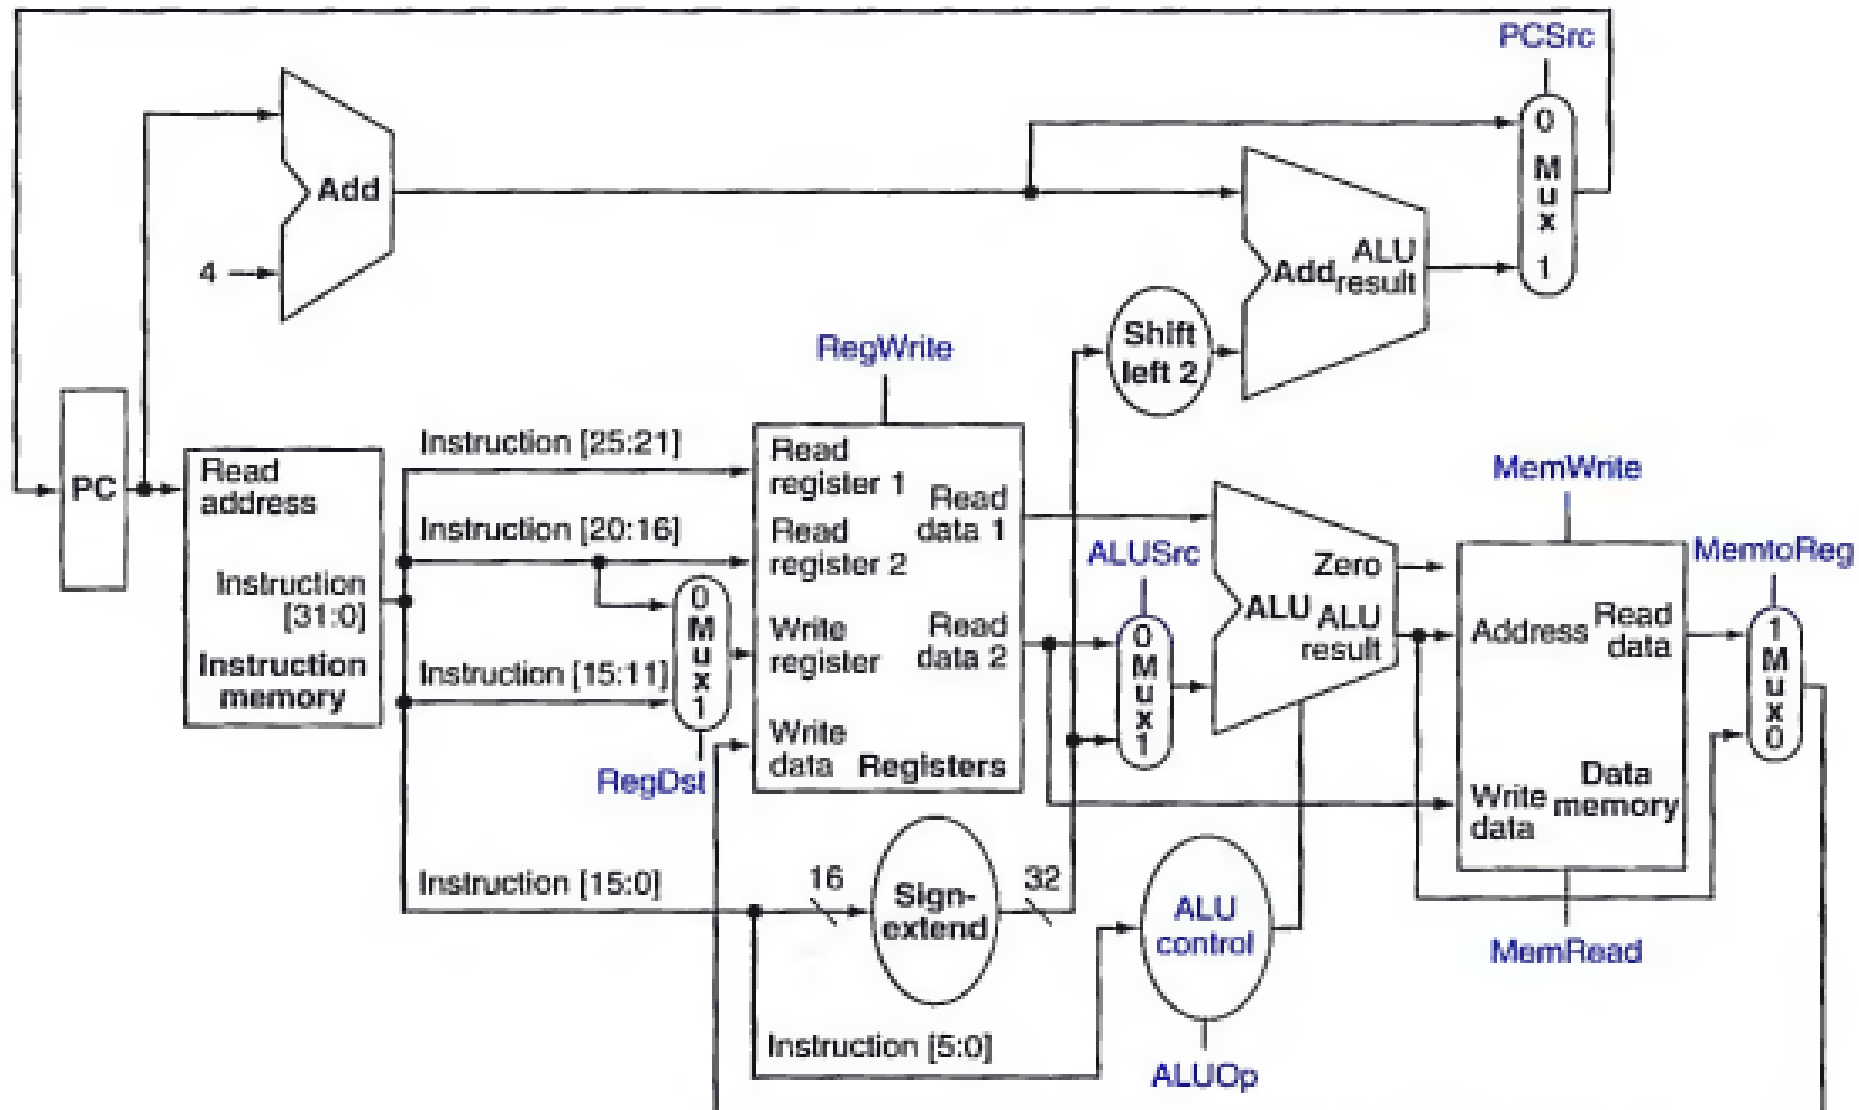 PCSrc
0
M
u
x
1
Add
4
Add
ALU
result
Shift
left 2
RegWrite
PC
Read
address
Instruction
[31:0]
Instruction
memory
Instruction [25:21]
Instruction [20:16]
Instruction [15:11]
Instruction [15:0]
Instruction [5:0]
0
M
u
x
1
RegDst
Read
register 1
Read
register 2
Write
register
Write
data
Read
data 1
Read
data 2
Registers
16
Sign-
extend
32
ALUSrc
0
M
u
x
1
Zero
ALU
ALU
result
ALU
control
ALUOp
MemWrite
Address
Read
data
Write
data
Data
memory
MemRead
MemtoReg
1
M
u
x
0